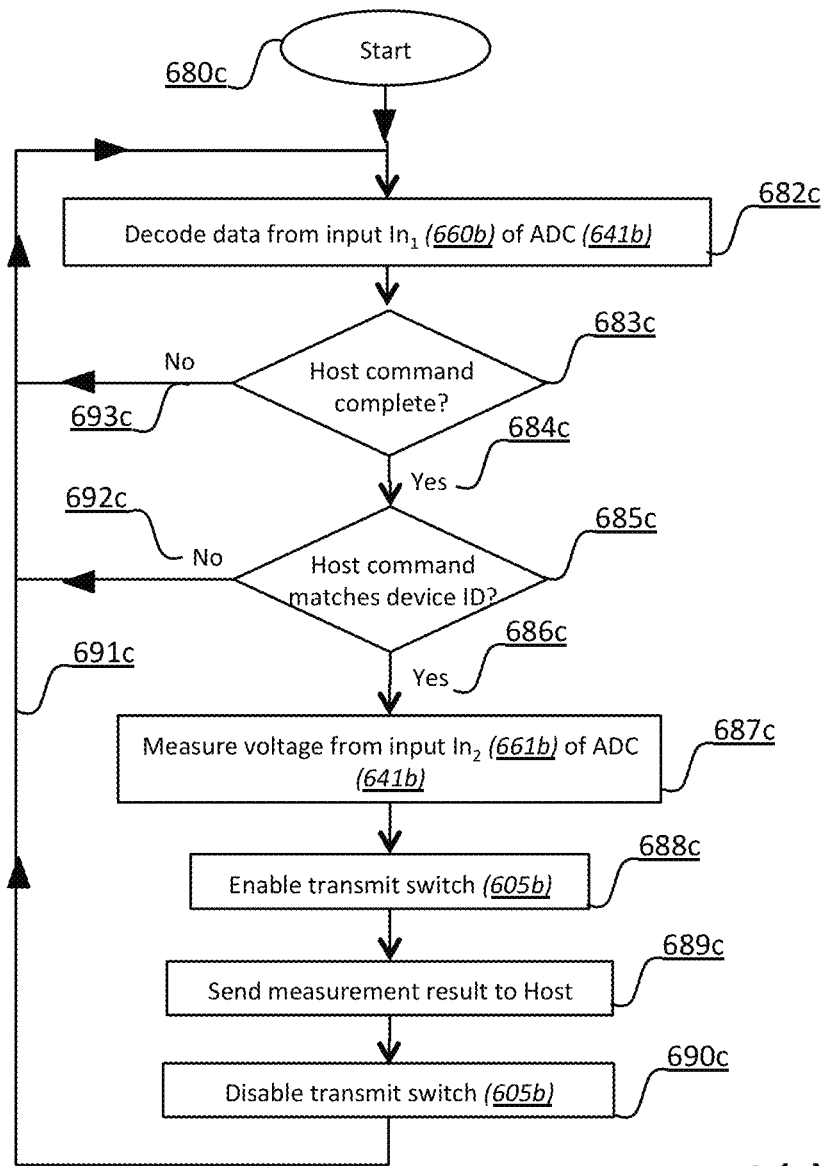 Start
680c
682c
Decode data from input In₁ (660b) of ADC (641b)
683c
No
Host command
complete?
693c
684c
Yes
692c
685c
No
Host command
matches device ID?
686c
691c
Yes
687c
Measure voltage from input In₂ (661b) of ADC
(641b)
688c
Enable transmit switch (605b)
689c
Send measurement result to Host
690c
Disable transmit switch (605b)